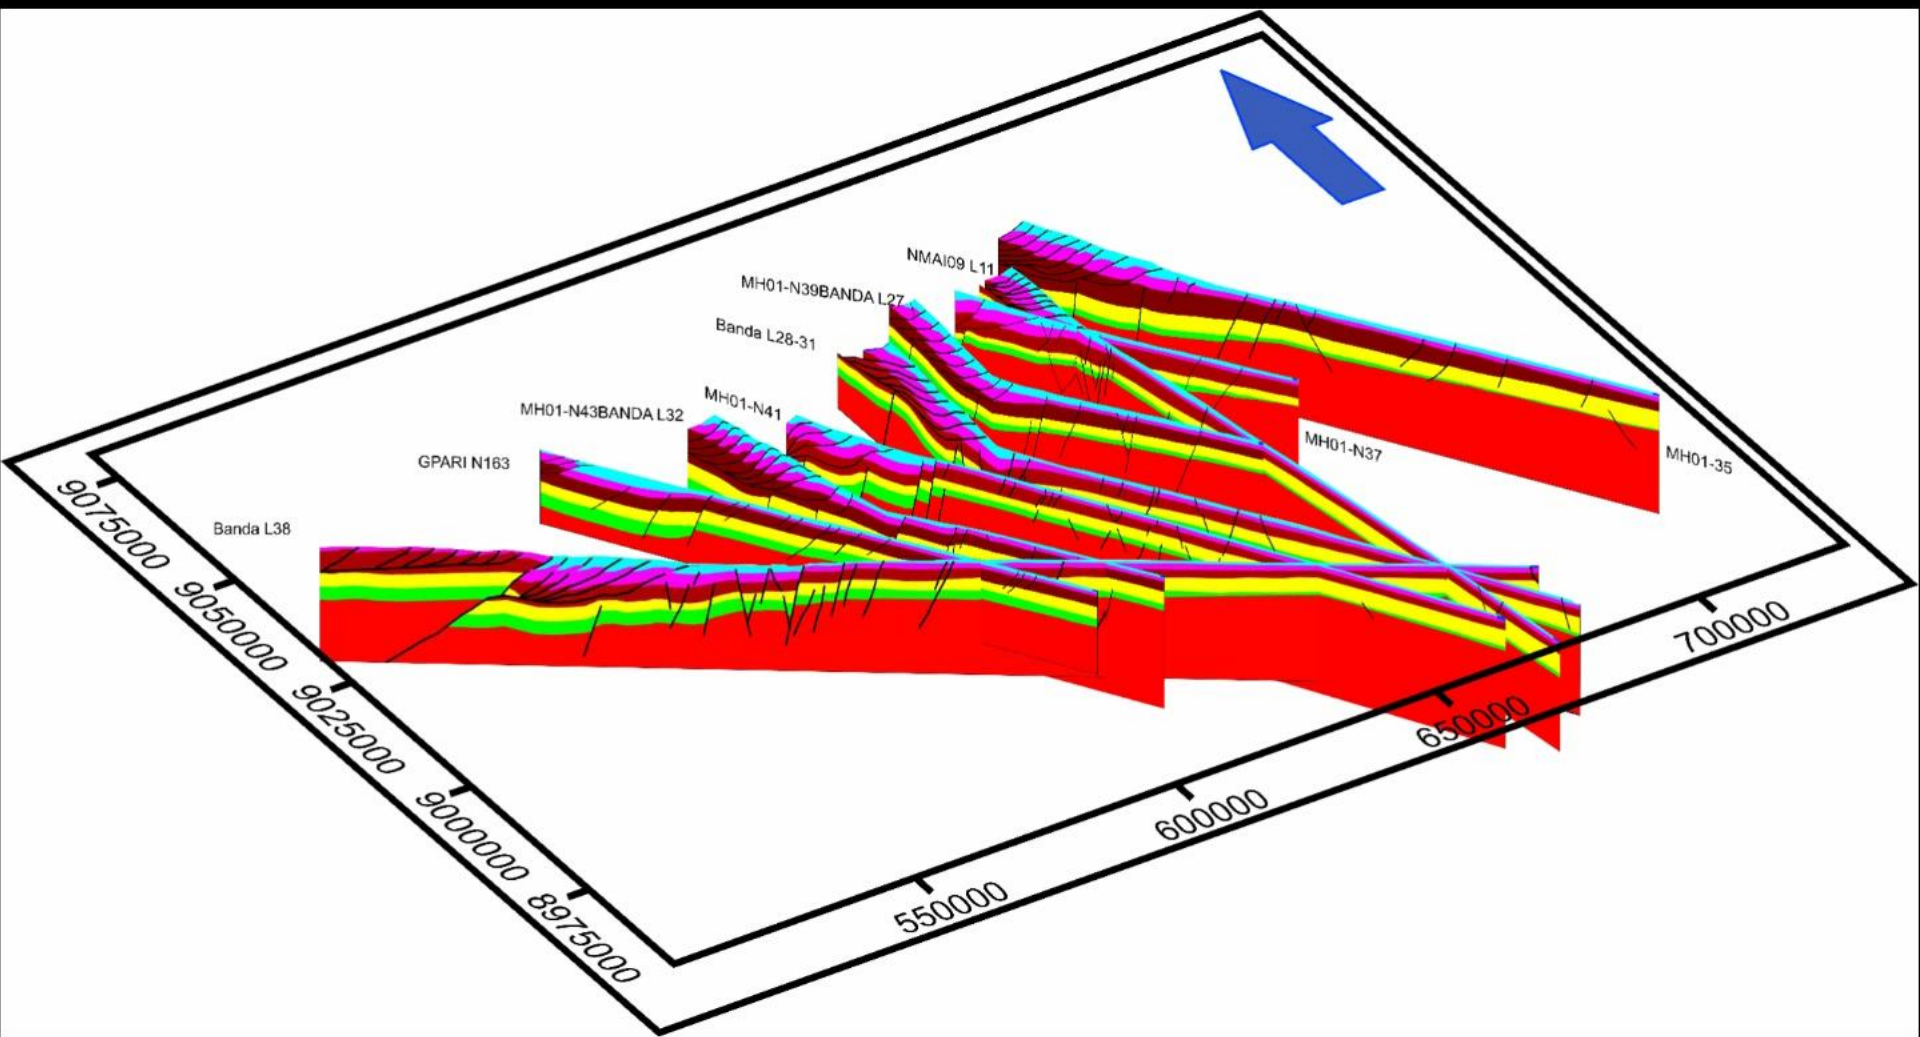 NMAI09 L11
MH01-N39BANDA L27
Banda L28-31
MH01-N41
MH01-N43BANDA L32
GPARI N163
Banda L38
MH01-N37
MH01-35
9075000
9050000
9025000
9000000
8975000
550000
600000
650000
700000